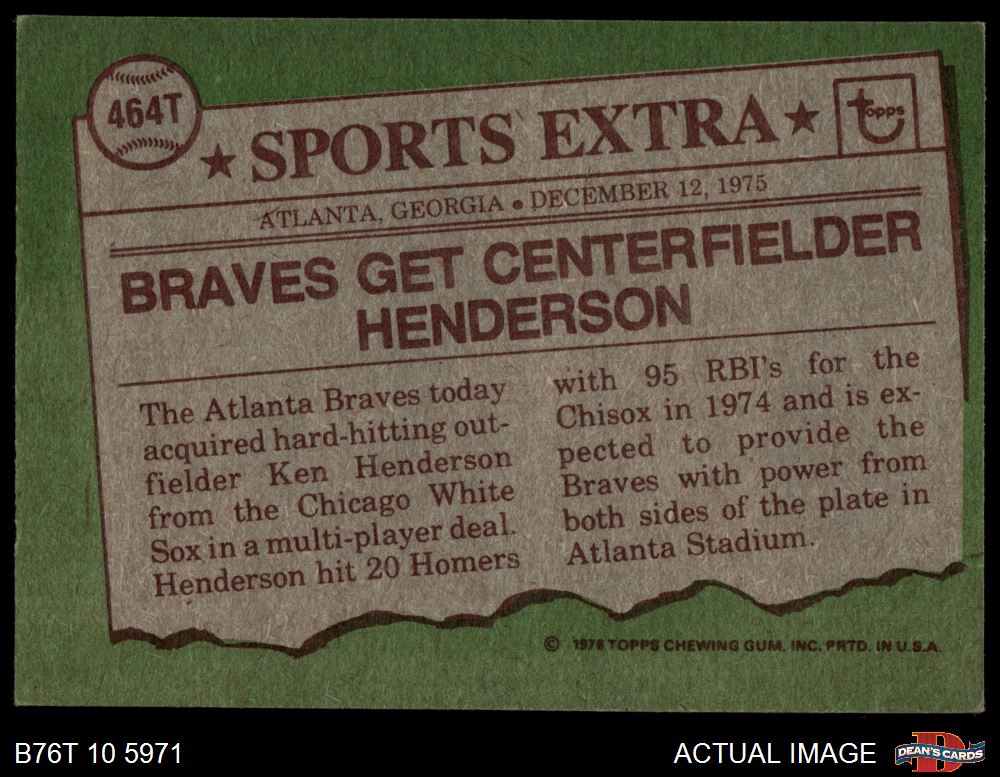 464T
★ SPORTS EXTRA ★
Topps
ATLANTA, GEORGIA • DECEMBER 12, 1975
BRAVES GET CENTERFIELDER
HENDERSON
The Atlanta Braves today
acquired hard-hitting out-
fielder Ken Henderson
from the Chicago White
Sox in a multi-player deal.
Henderson hit 20 Homers
with 95 RBI's for the
Chisox in 1974 and is ex-
pected to provide the
Braves with power from
both sides of the plate in
Atlanta Stadium.
© 1976 TOPPS CHEWING GUM, INC. PRTD. IN U.S.A.
B76T 10 5971
ACTUAL IMAGE
DEAN'S CARDS